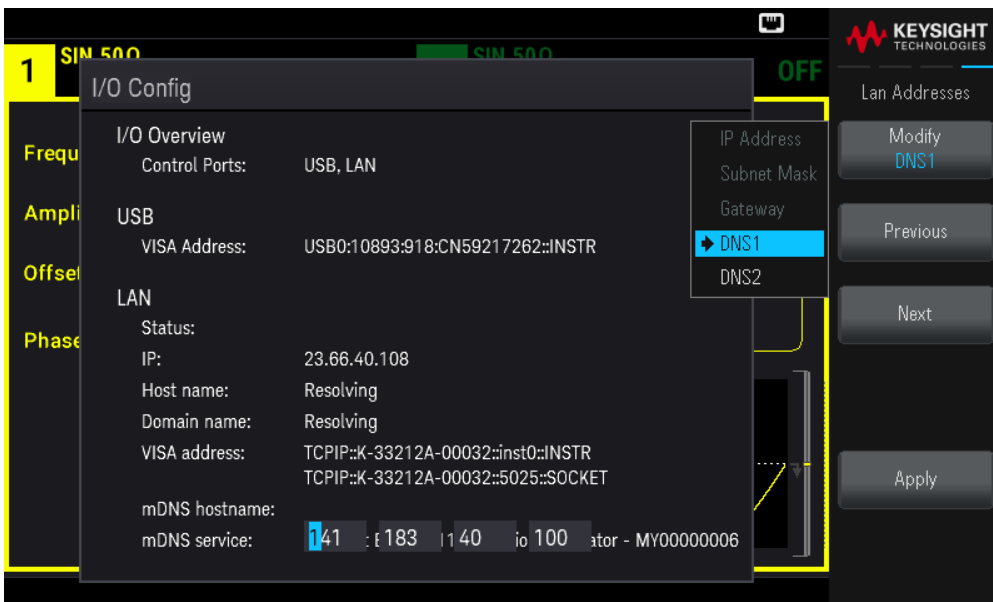 KEYSIGHT
TECHNOLOGIES
1 SIN 50Ω SIN 50Ω OFF
I/O Config
Lan Addresses
I/O Overview
Control Ports: USB, LAN
USB
VISA Address: USB0:10893:918:CN59217262::INSTR
LAN
Status:
IP: 23.66.40.108
Host name: Resolving
Domain name: Resolving
VISA address: TCPIP::K-33212A-00032::inst0::INSTR
TCPIP::K-33212A-00032::5025::SOCKET
mDNS hostname:
mDNS service: 141 183 40 100 - MY00000006
Frequ
Ampli
Offset
Phase
IP Address
Subnet Mask
Gateway
DNS1
DNS2
Modify
DNS1
Previous
Next
Apply